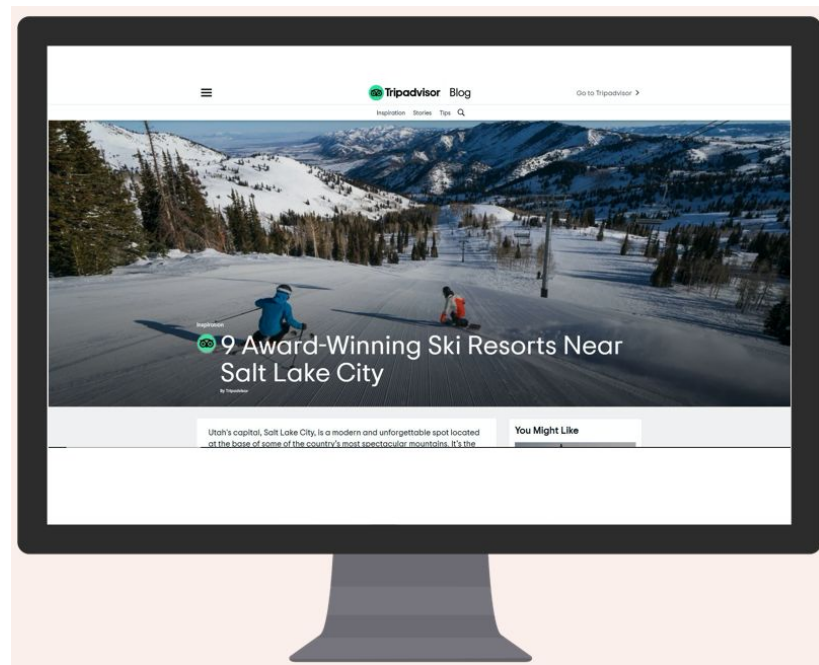 Tripadvisor Blog
Go to Tripadvisor >
Inspiration Stories Tips
Inspiration
9 Award-Winning Ski Resorts Near
Salt Lake City
By Tripadvisor
Utah's capital, Salt Lake City, is a modern and unforgettable spot located
at the base of some of the country's most spectacular mountains. It's the
You Might Like